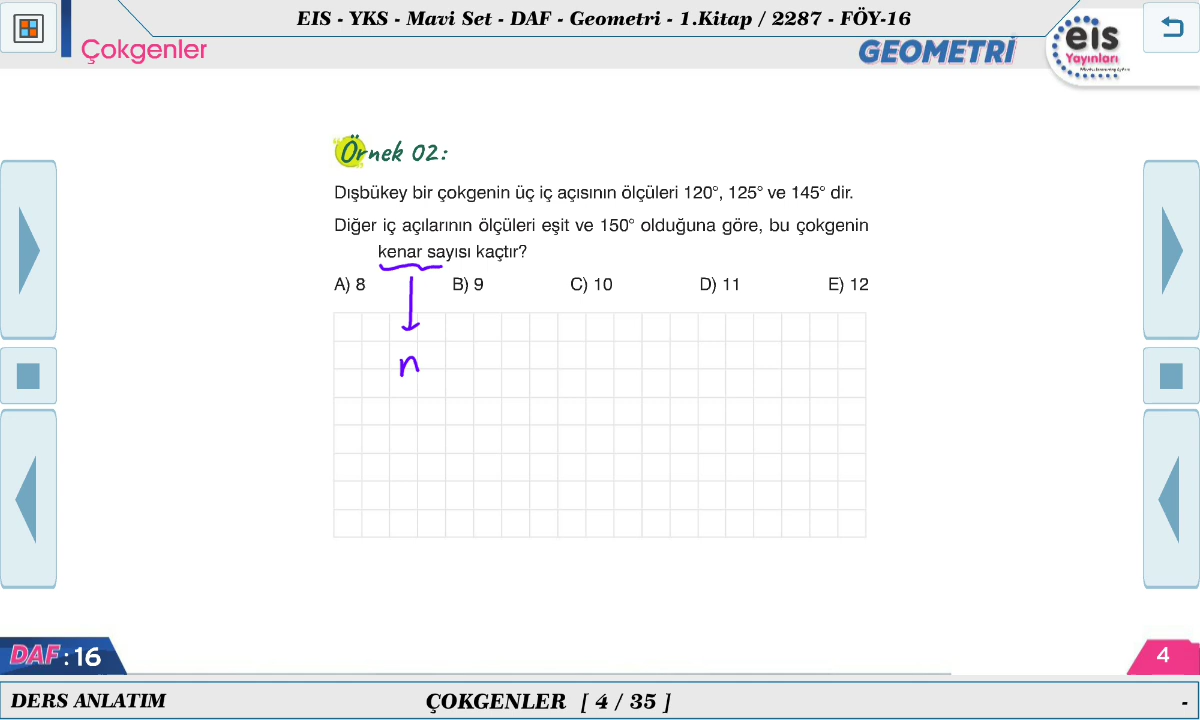 EIS - YKS - Mavi Set - DAF - Geometri - 1.Kitap / 2287 - FÖY-16
Çokgenler
GEOMETRİ
eis
Yayınları
Örnek 02:
Dışbükey bir çokgenin üç iç açısının ölçüleri 120°, 125° ve 145° dir.
Diğer iç açılarının ölçüleri eşit ve 150° olduğuna göre, bu çokgenin
kenar sayısı kaçtır?
A) 8 B) 9 C) 10 D) 11 E) 12
n
DAF : 16
4
DERS ANLATIM
ÇOKGENLER [ 4 / 35 ]
-